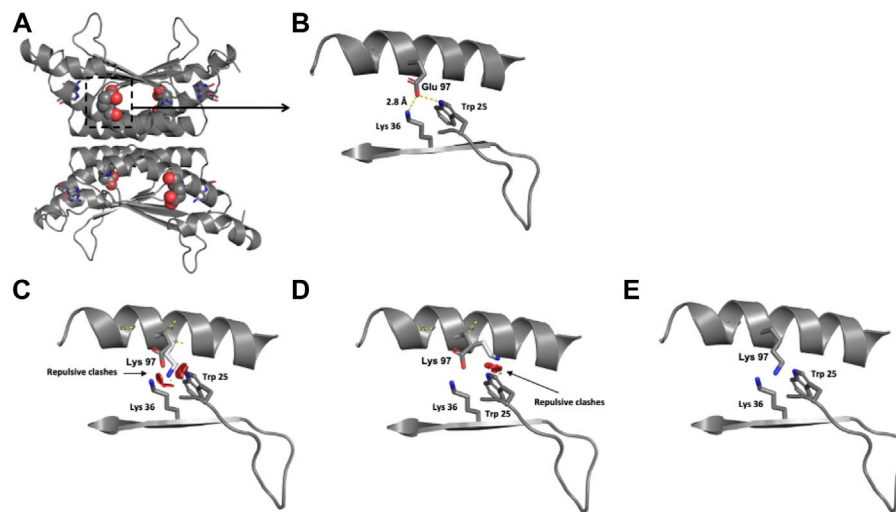 A
B
Glu 97
2.8 Å
Trp 25
Lys 36
C
Lys 97
Repulsive clashes
Trp 25
Lys 36
D
Lys 97
Repulsive clashes
Lys 36
Trp 25
E
Lys 97
Trp 25
Lys 36